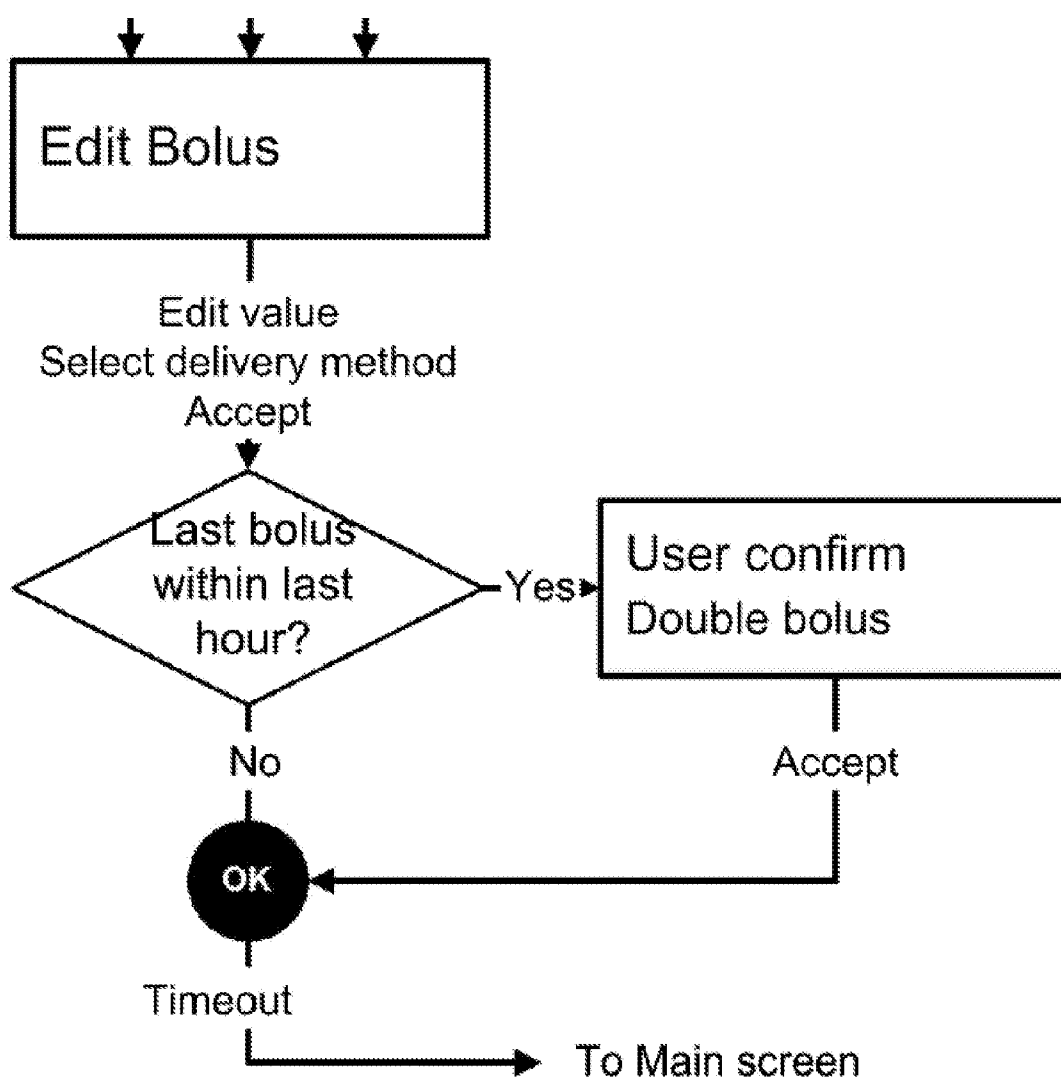 Edit Bolus
Edit value
Select delivery method
Accept
Last bolus
within last
hour?
Yes
User confirm
Double bolus
No
Accept
OK
Timeout
To Main screen